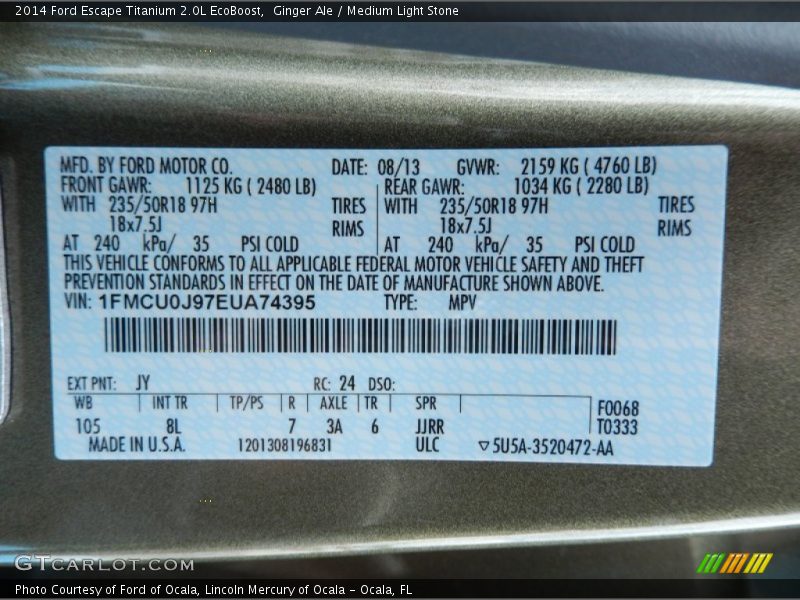 2014 Ford Escape Titanium 2.0L EcoBoost,  Ginger Ale / Medium Light Stone
MFD. BY FORD MOTOR CO. DATE: 08/13 GVWR: 2159 KG ( 4760 LB)
FRONT GAWR: 1125 KG ( 2480 LB) REAR GAWR: 1034 KG ( 2280 LB)
WITH 235/50R18 97H TIRES WITH 235/50R18 97H TIRES
18x7.5J RIMS 18x7.5J RIMS
AT 240 kPa/ 35 PSI COLD AT 240 kPa/ 35 PSI COLD
THIS VEHICLE CONFORMS TO ALL APPLICABLE FEDERAL MOTOR VEHICLE SAFETY AND THEFT
PREVENTION STANDARDS IN EFFECT ON THE DATE OF MANUFACTURE SHOWN ABOVE.
VIN: 1FMCU0J97EUA74395 TYPE: MPV
EXT PNT: JY RC: 24 DSO:
WB INT TR TP/PS R AXLE TR SPR F0068
105 8L 7 3A 6 JJRR T0333
MADE IN U.S.A. 1201308196831 ULC ▽5U5A-3520472-AA
GTCARLOT.COM
Photo Courtesy of Ford of Ocala, Lincoln Mercury of Ocala – Ocala, FL